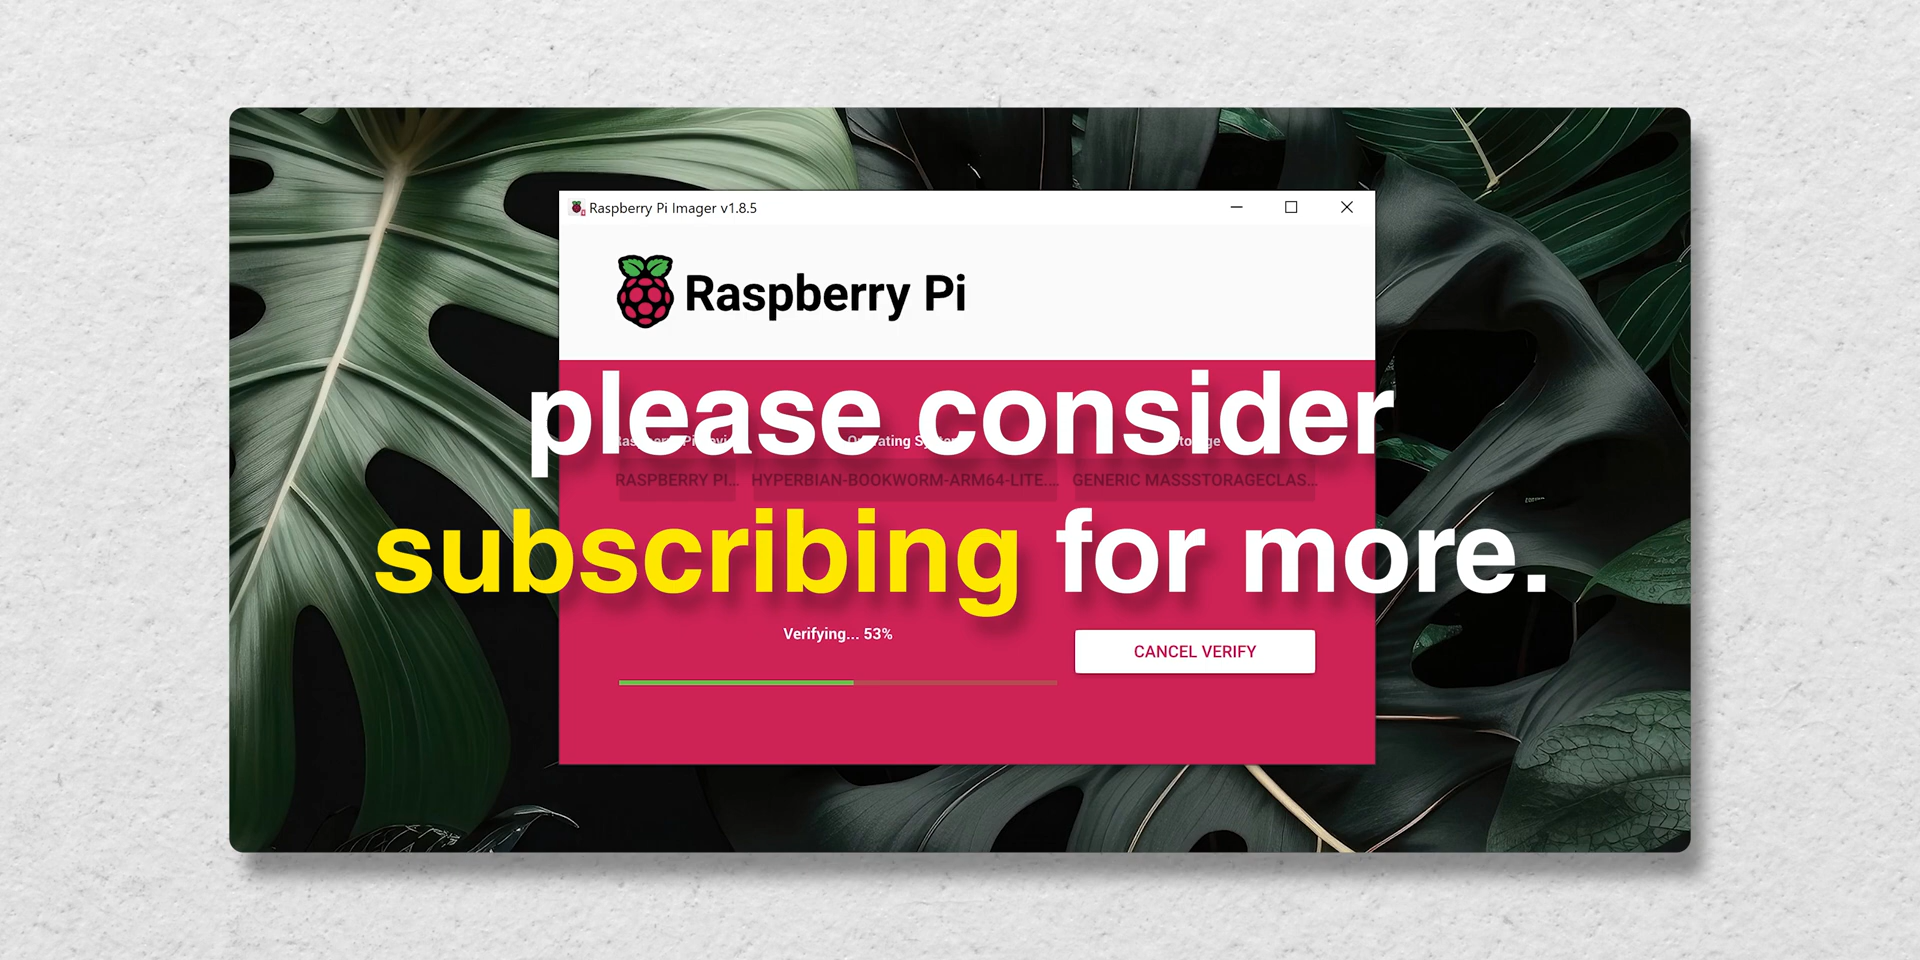 Raspberry Pi Imager v1.8.5
Raspberry Pi
please consider
RASPBERRY PI... HYPERBIAN-BOOKWORM-ARM64-LITE.... GENERIC MASSSTORAGECLAS...
subscribing for more.
Verifying... 53%
CANCEL VERIFY